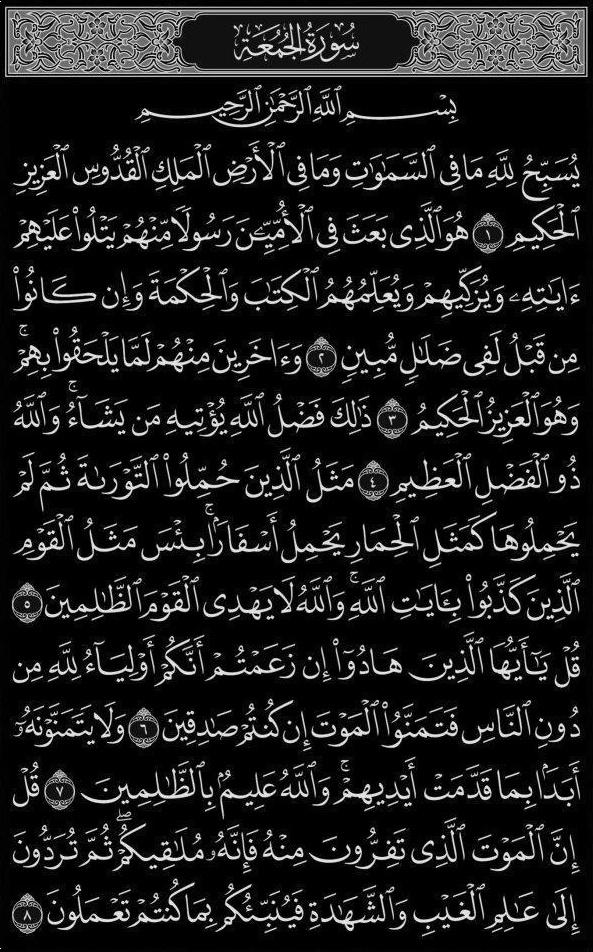 سُورَةُ الجُمُعَةِ
بِسْمِ ٱللَّهِ ٱلرَّحْمَٰنِ ٱلرَّحِيمِ
يُسَبِّحُ لِلَّهِ مَا فِي ٱلسَّمَٰوَٰتِ وَمَا فِي ٱلْأَرْضِ ٱلْمَلِكِ ٱلْقُدُّوسِ ٱلْعَزِيزِ
ٱلْحَكِيمِ ١ هُوَ ٱلَّذِي بَعَثَ فِي ٱلْأُمِّيِّـۧنَ رَسُولًا مِّنْهُمْ يَتْلُوا۟ عَلَيْهِمْ
ءَايَٰتِهِۦ وَيُزَكِّيهِمْ وَيُعَلِّمُهُمُ ٱلْكِتَٰبَ وَٱلْحِكْمَةَ وَإِن كَانُوا۟
مِن قَبْلُ لَفِي ضَلَٰلٍ مُّبِينٍ ٢ وَءَاخَرِينَ مِنْهُمْ لَمَّا يَلْحَقُوا۟ بِهِمْۚ
وَهُوَ ٱلْعَزِيزُ ٱلْحَكِيمُ ٣ ذَٰلِكَ فَضْلُ ٱللَّهِ يُؤْتِيهِ مَن يَشَآءُۚ وَٱللَّهُ
ذُو ٱلْفَضْلِ ٱلْعَظِيمِ ٤ مَثَلُ ٱلَّذِينَ حُمِّلُوا۟ ٱلتَّوْرَىٰةَ ثُمَّ لَمْ
يَحْمِلُوهَا كَمَثَلِ ٱلْحِمَارِ يَحْمِلُ أَسْفَارًۢاۚ بِئْسَ مَثَلُ ٱلْقَوْمِ
ٱلَّذِينَ كَذَّبُوا۟ بِـَٔايَٰتِ ٱللَّهِۚ وَٱللَّهُ لَا يَهْدِي ٱلْقَوْمَ ٱلظَّٰلِمِينَ ٥
قُلْ يَٰٓأَيُّهَا ٱلَّذِينَ هَادُوٓا۟ إِن زَعَمْتُمْ أَنَّكُمْ أَوْلِيَآءُ لِلَّهِ مِن
دُونِ ٱلنَّاسِ فَتَمَنَّوُا۟ ٱلْمَوْتَ إِن كُنتُمْ صَٰدِقِينَ ٦ وَلَا يَتَمَنَّوْنَهُۥٓ
أَبَدًۢا بِمَا قَدَّمَتْ أَيْدِيهِمْۚ وَٱللَّهُ عَلِيمٌۢ بِٱلظَّٰلِمِينَ ٧ قُلْ
إِنَّ ٱلْمَوْتَ ٱلَّذِي تَفِرُّونَ مِنْهُ فَإِنَّهُۥ مُلَٰقِيكُمْۖ ثُمَّ تُرَدُّونَ
إِلَىٰ عَٰلِمِ ٱلْغَيْبِ وَٱلشَّهَٰدَةِ فَيُنَبِّئُكُم بِمَا كُنتُمْ تَعْمَلُونَ ٨